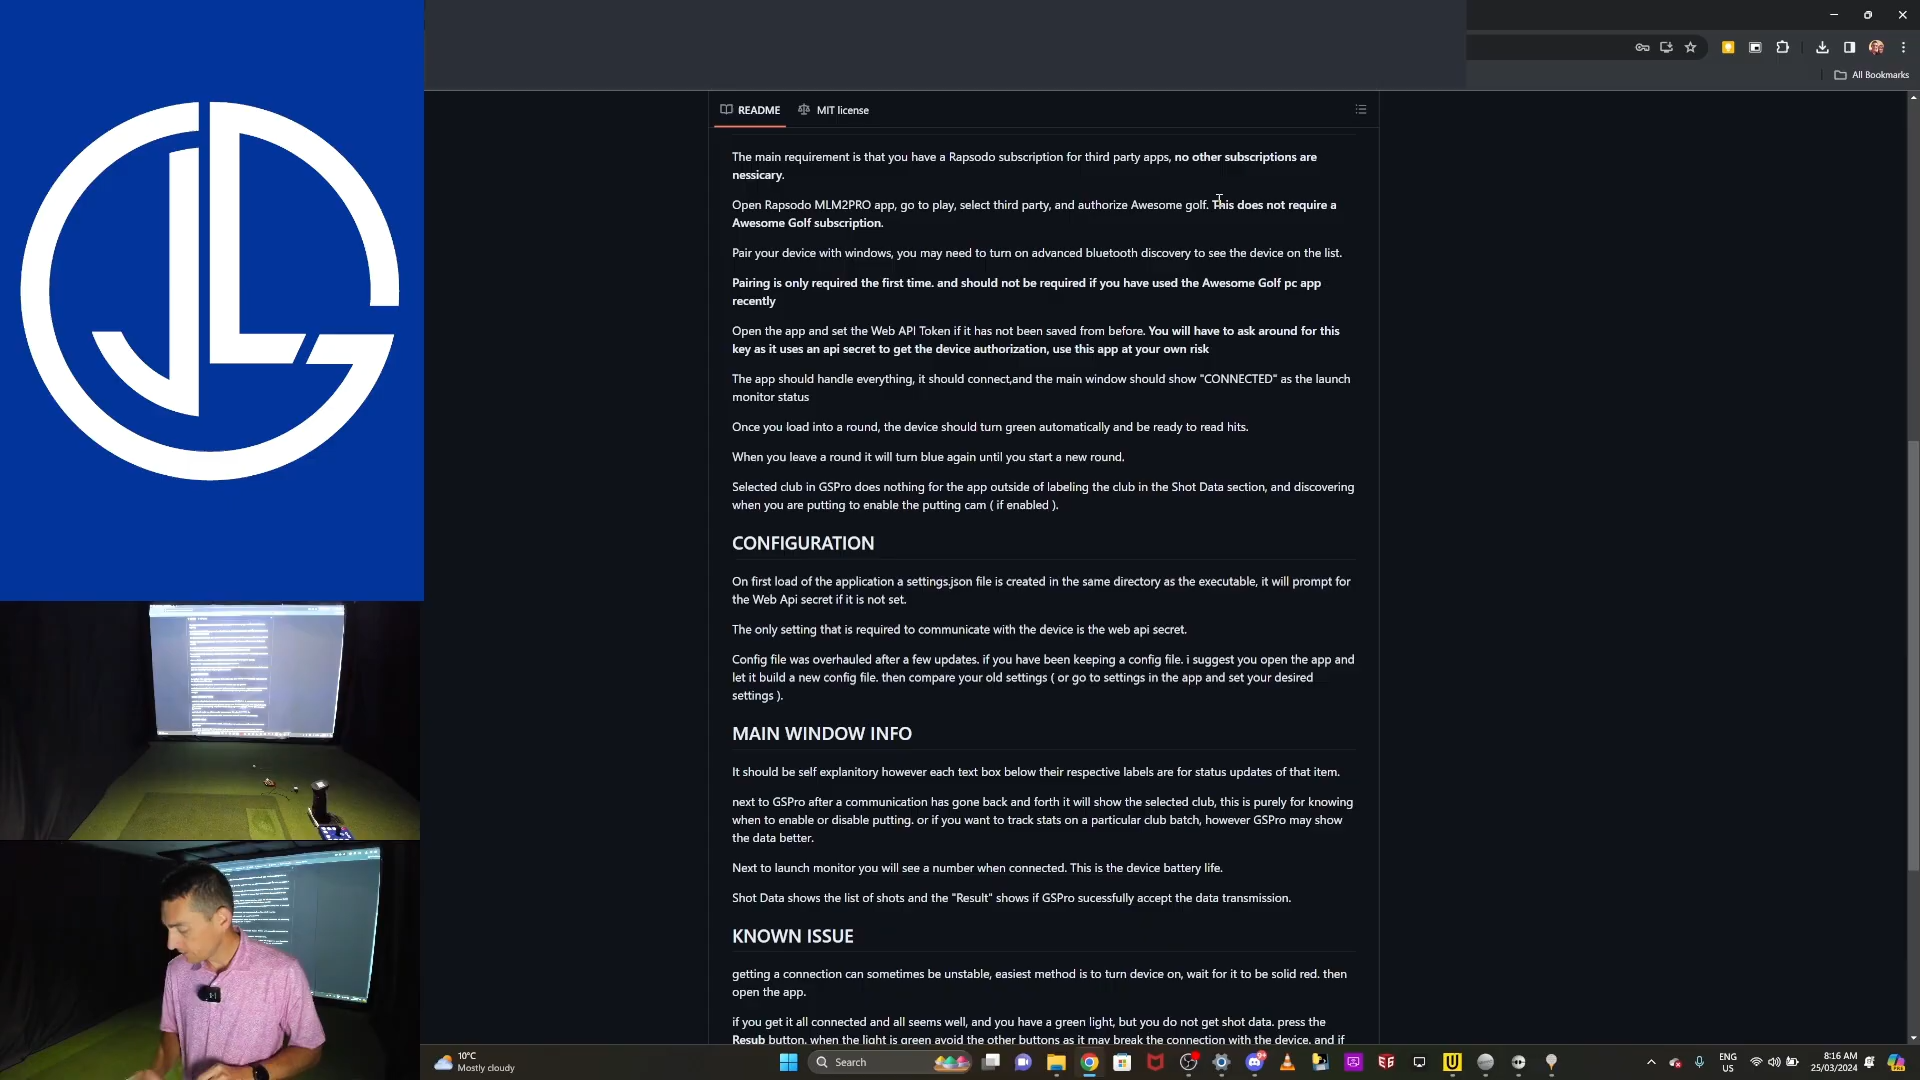 All Bookmarks
README
MIT license
The main requirement is that you have a Rapsodo subscription for third party apps, no other subscriptions are
nessicary.
Open Rapsodo MLM2PRO app, go to play, select third party, and authorize Awesome golf. This does not require a
Awesome Golf subscription.
Pair your device with windows, you may need to turn on advanced bluetooth discovery to see the device on the list.
Pairing is only required the first time. and should not be required if you have used the Awesome Golf pc app
recently
Open the app and set the Web API Token if it has not been saved from before. You will have to ask around for this
key as it uses an api secret to get the device authorization, use this app at your own risk
The app should handle everything, it should connect,and the main window should show "CONNECTED" as the launch
monitor status
Once you load into a round, the device should turn green automatically and be ready to read hits.
When you leave a round it will turn blue again until you start a new round.
Selected club in GSPro does nothing for the app outside of labeling the club in the Shot Data section, and discovering
when you are putting to enable the putting cam ( if enabled ).
CONFIGURATION
On first load of the application a settings.json file is created in the same directory as the executable, it will prompt for
the Web Api secret if it is not set.
The only setting that is required to communicate with the device is the web api secret.
Config file was overhauled after a few updates. if you have been keeping a config file. i suggest you open the app and
let it build a new config file. then compare your old settings ( or go to settings in the app and set your desired
settings ).
MAIN WINDOW INFO
It should be self explanitory however each text box below their respective labels are for status updates of that item.
next to GSPro after a communication has gone back and forth it will show the selected club, this is purely for knowing
when to enable or disable putting. or if you want to track stats on a particular club batch, however GSPro may show
the data better.
Next to launch monitor you will see a number when connected. This is the device battery life.
Shot Data shows the list of shots and the "Result" shows if GSPro sucessfully accept the data transmission.
KNOWN ISSUE
getting a connection can sometimes be unstable, easiest method is to turn device on, wait for it to be solid red. then
open the app.
if you get it all connected and all seems well, and you have a green light, but you do not get shot data. press the
Resub button. when the light is green avoid the other buttons as it may break the connection with the device. and if
10°C
Mostly cloudy
Search
ENG
US
8:16 AM
25/03/2024